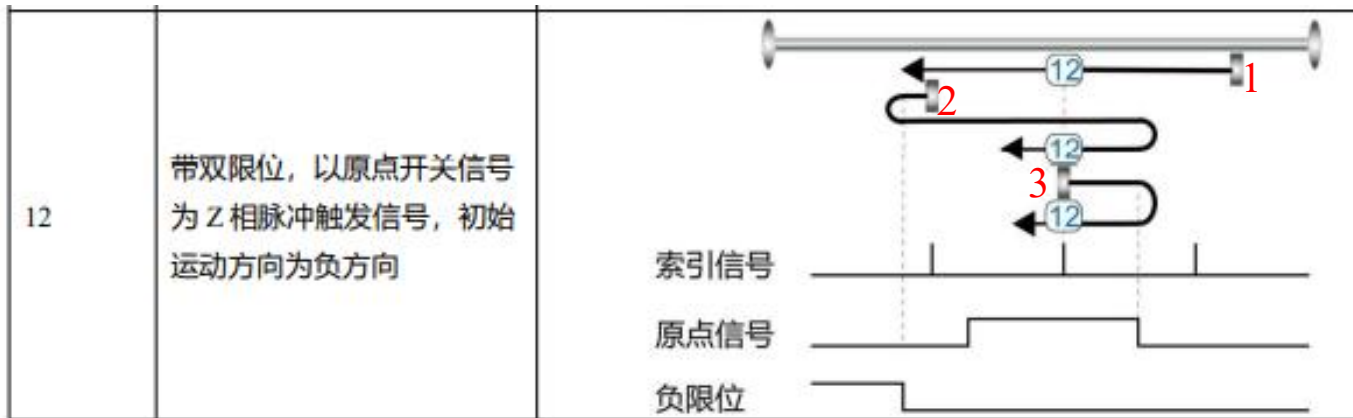 12
带双限位，以原点开关信号
为 Z 相脉冲触发信号，初始
运动方向为负方向
12
1
2
12
3
12
索引信号
原点信号
负限位